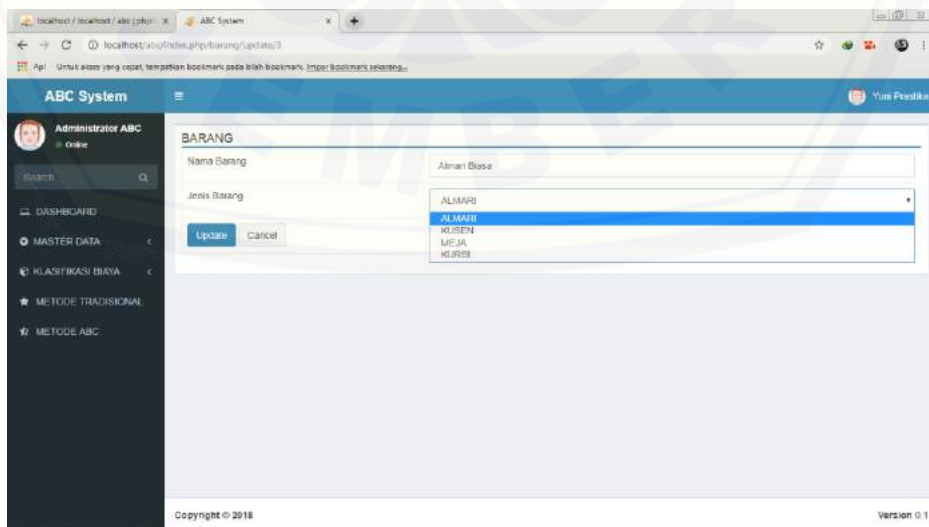 localhost / localhost / abs | php
ABC System
localhost/abc/index.php/barang/update/3
Apl Untuk akses yang cepat, tempatkan bookmark pada bilah bookmark. Impor bookmark sekarang...
ABC System
Yuni Prastika
Administrator ABC
Online
Search
DASHBOARD
MASTER DATA
KLASIFIKASI BIAYA
METODE TRADISIONAL
METODE ABC
BARANG
Nama Barang
Almari Biasa
Jenis Barang
ALMARI
ALMARI
KUSEN
MEJA
KURSI
Update
Cancel
Copyright © 2018
Version 0.1
JEMBER